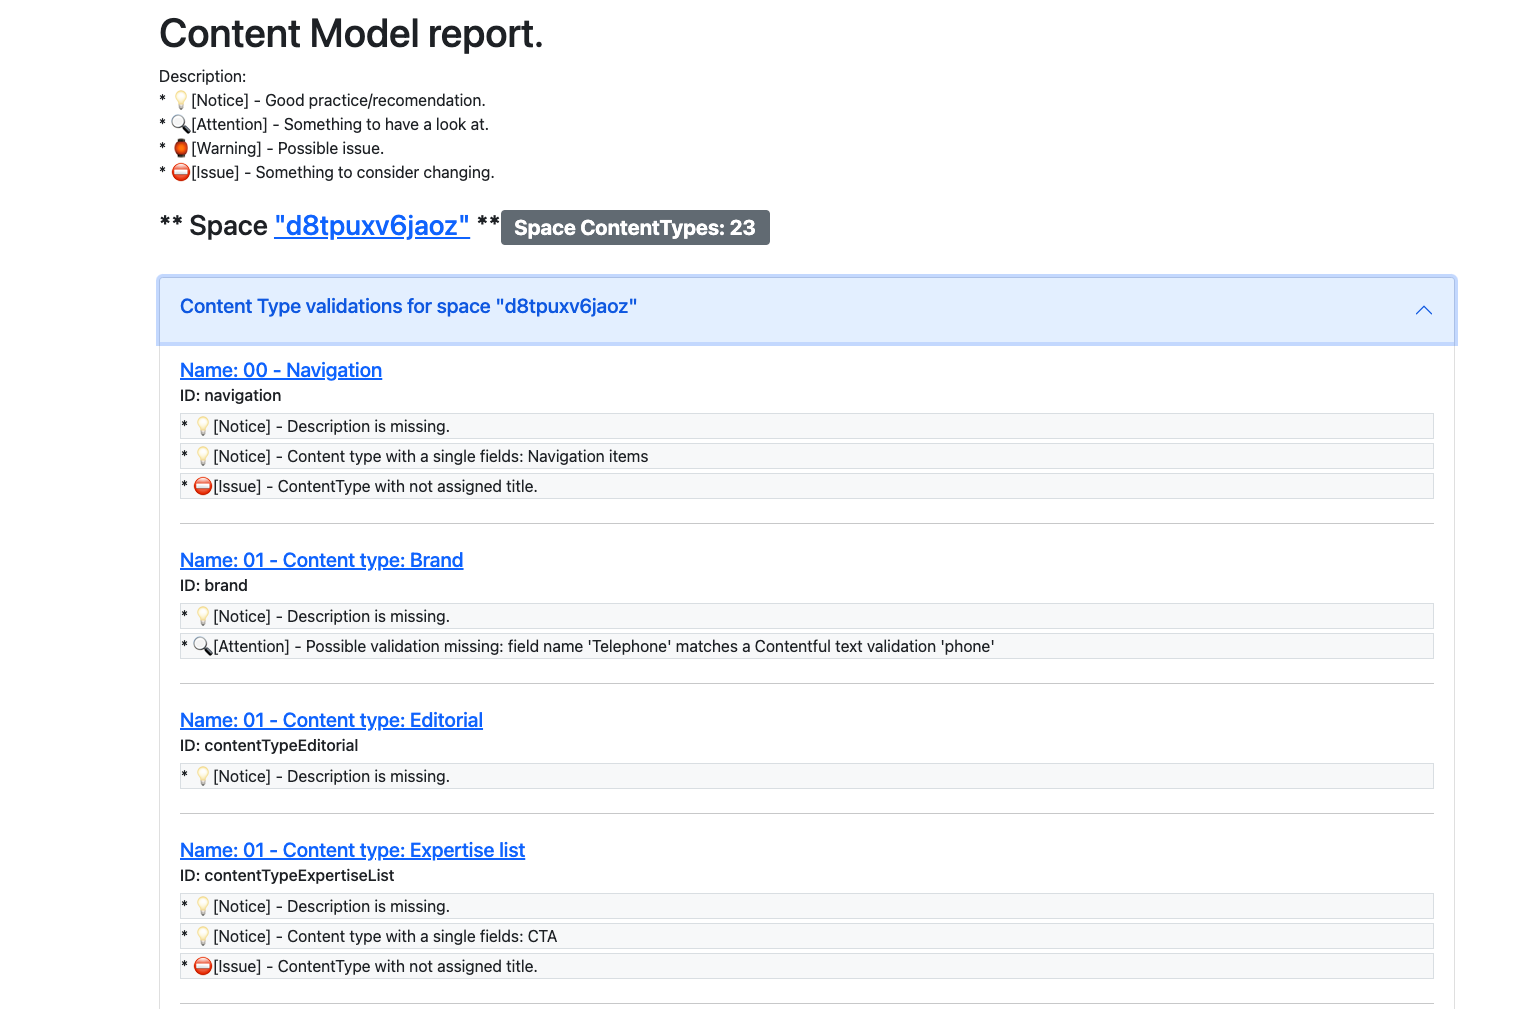 Content Model report.
Description:
* 💡[Notice] - Good practice/recomendation.
* 🔍[Attention] - Something to have a look at.
* 🏮[Warning] - Possible issue.
* ⛔[Issue] - Something to consider changing.
** Space "d8tpuxv6jaoz" ** Space ContentTypes: 23
Content Type validations for space "d8tpuxv6jaoz"
Name: 00 - Navigation
ID: navigation
* 💡[Notice] - Description is missing.
* 💡[Notice] - Content type with a single fields: Navigation items
* ⛔[Issue] - ContentType with not assigned title.
Name: 01 - Content type: Brand
ID: brand
* 💡[Notice] - Description is missing.
* 🔍[Attention] - Possible validation missing: field name 'Telephone' matches a Contentful text validation 'phone'
Name: 01 - Content type: Editorial
ID: contentTypeEditorial
* 💡[Notice] - Description is missing.
Name: 01 - Content type: Expertise list
ID: contentTypeExpertiseList
* 💡[Notice] - Description is missing.
* 💡[Notice] - Content type with a single fields: CTA
* ⛔[Issue] - ContentType with not assigned title.